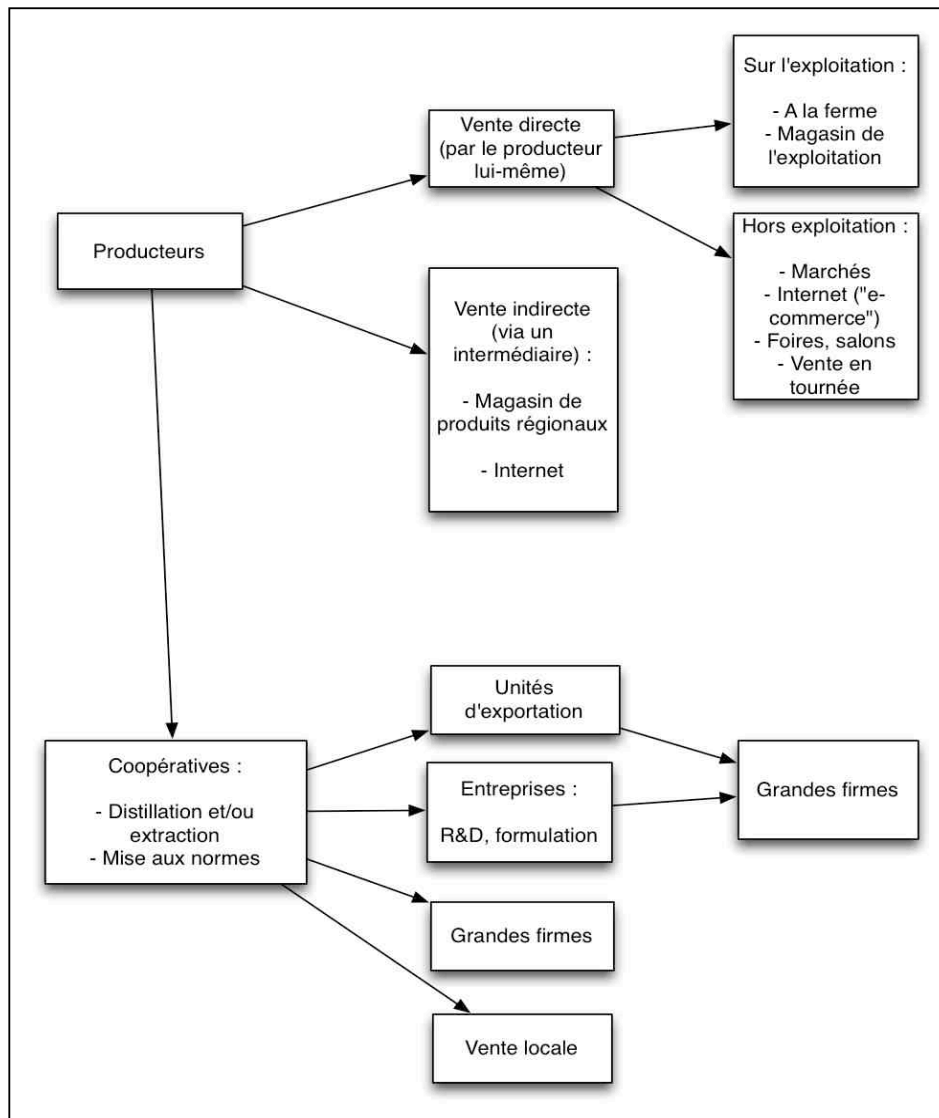 Sur l'exploitation :
- A la ferme
- Magasin de
l'exploitation
Vente directe
(par le producteur
lui-même)
Producteurs
Hors exploitation :
- Marchés
- Internet ("e-
commerce")
- Foires, salons
- Vente en
tournée
Vente indirecte
(via un
intermédiaire) :
- Magasin de
produits régionaux
- Internet
Unités
d'exportation
Coopératives :
- Distillation et/ou
extraction
- Mise aux normes
Entreprises :
R&D, formulation
Grandes firmes
Grandes firmes
Vente locale